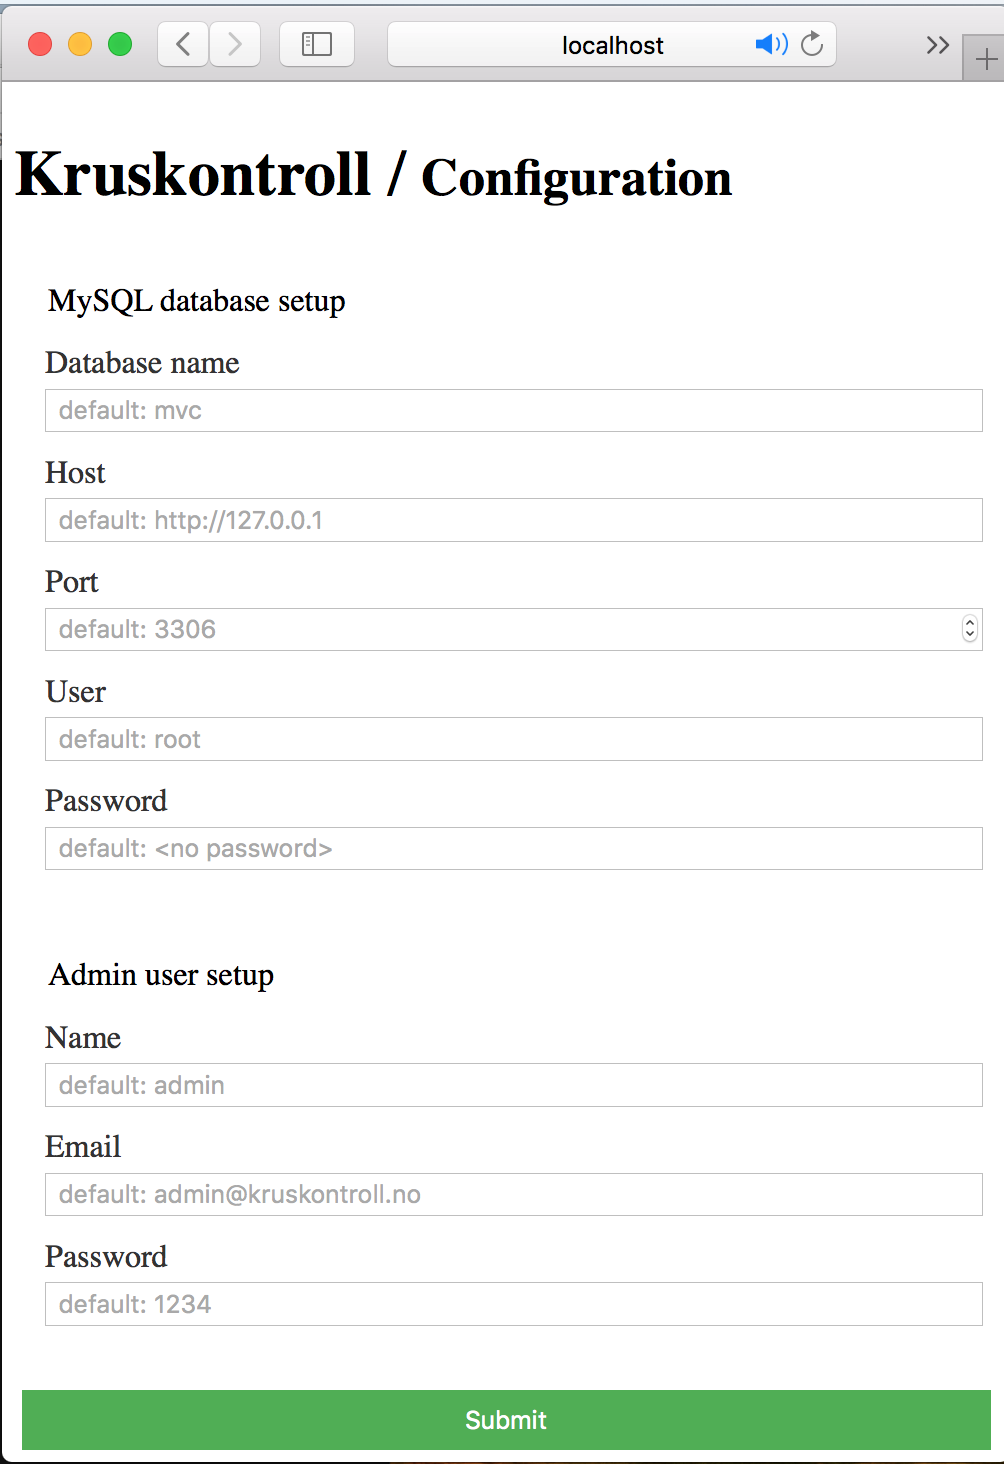 localhost
Kruskontroll / Configuration
MySQL database setup
Database name
default: mvc
Host
default: http://127.0.0.1
Port
default: 3306
User
default: root
Password
default: <no password>
Admin user setup
Name
default: admin
Email
default: admin@kruskontroll.no
Password
default: 1234
Submit